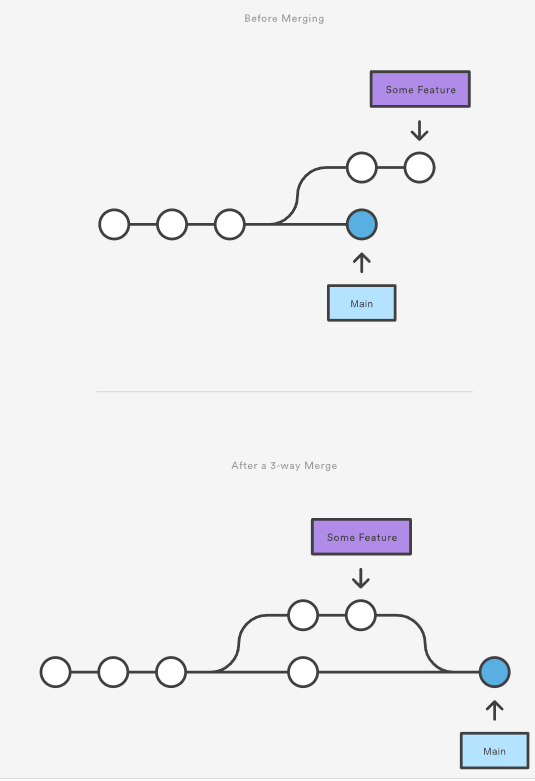 Before Merging
Some Feature
Main
After a 3-way Merge
Some Feature
Main